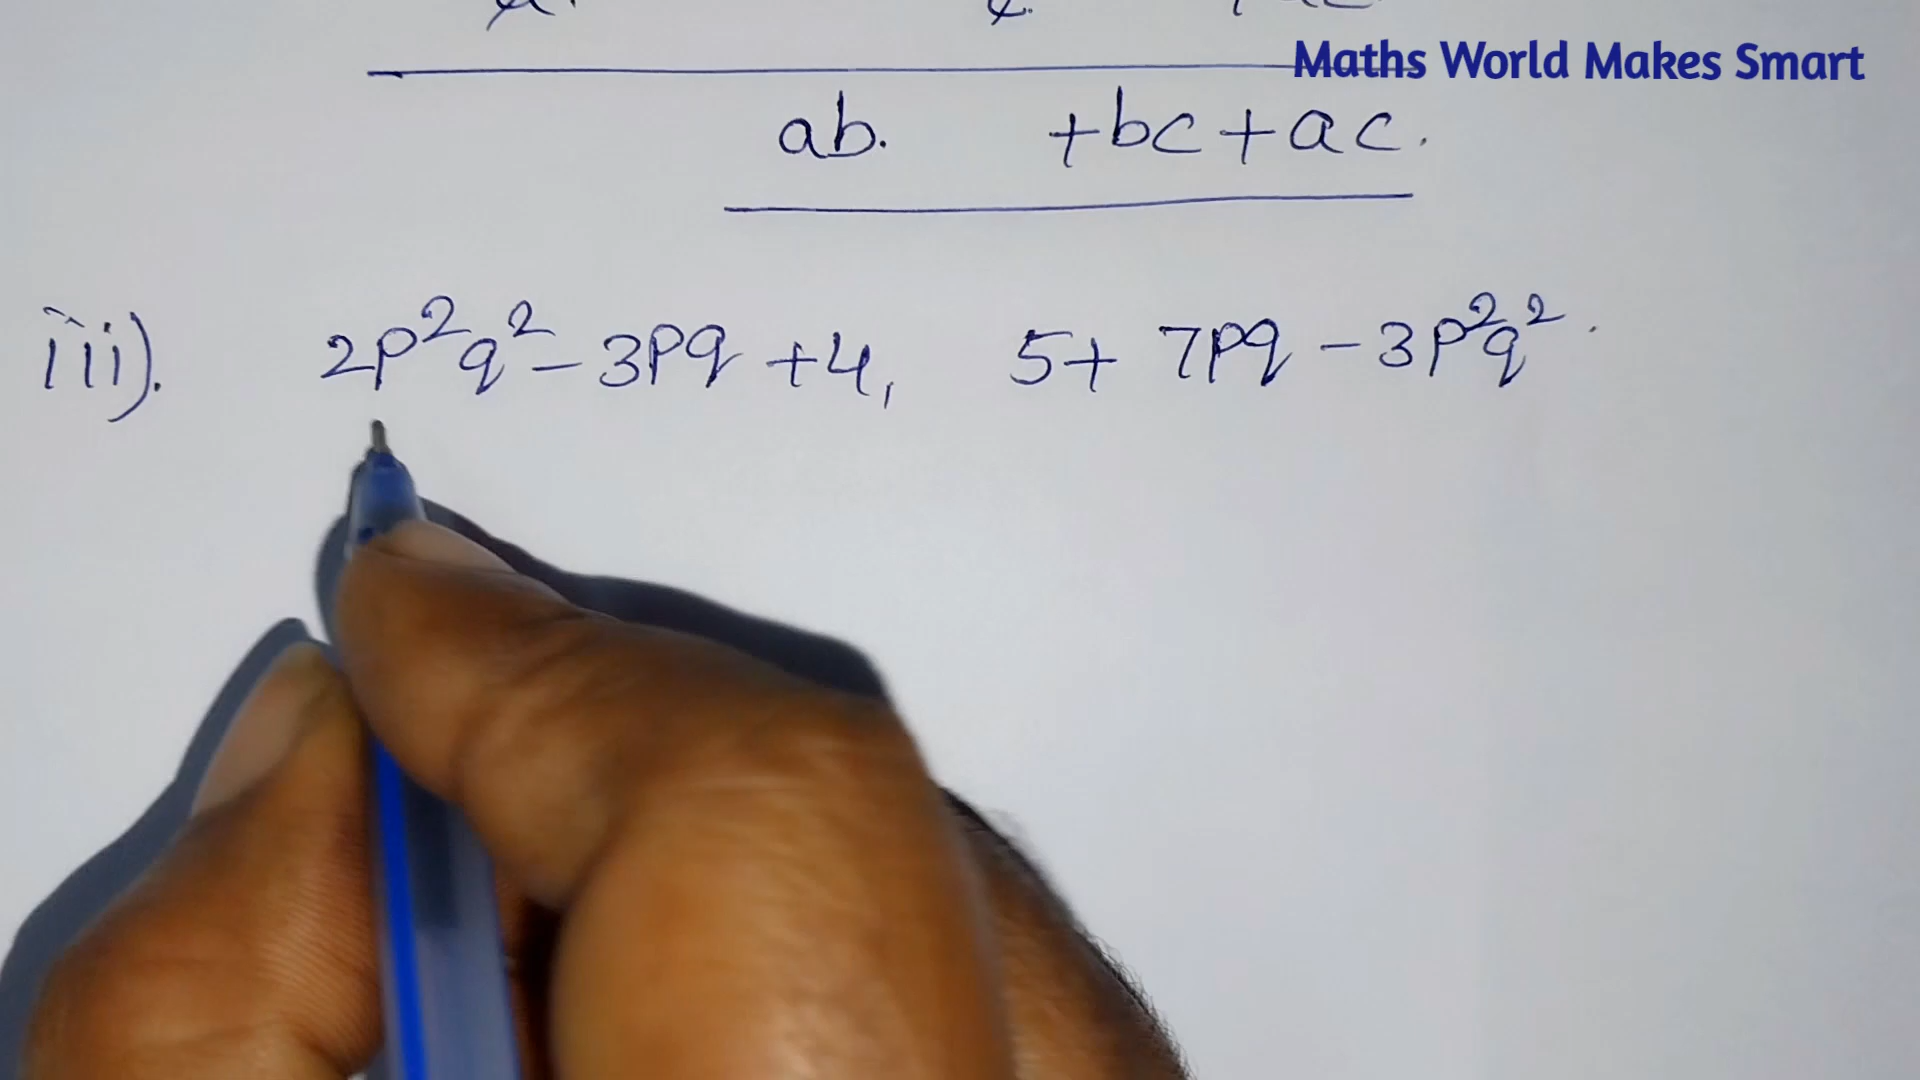 Maths World Makes Smart
ab. +bc+ac.
iii). 2p²q² - 3pq +4, 5+ 7pq - 3p²q².